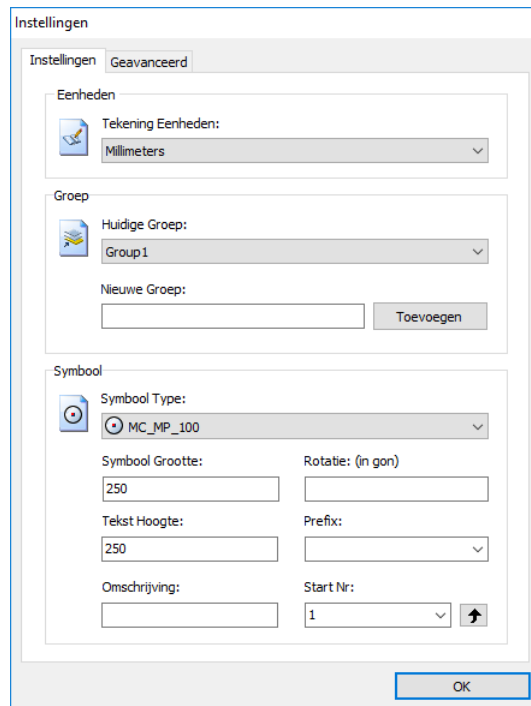 Instellingen
Instellingen Geavanceerd
Eenheden
Tekening Eenheden:
Millimeters
Groep
Huidige Groep:
Group1
Nieuwe Groep:
Toevoegen
Symbool
Symbool Type:
MC_MP_100
Symbool Grootte: Rotatie: (in gon)
250
Tekst Hoogte: Prefix:
250
Omschrijving: Start Nr:
1
OK